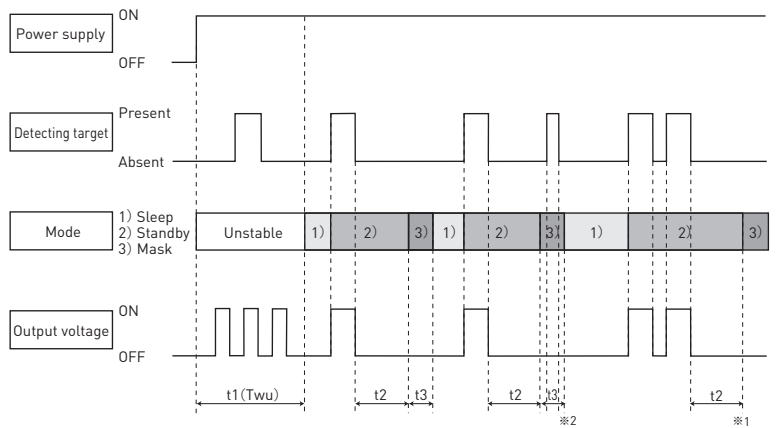 ON
Power supply
OFF
Present
Detecting target
Absent
Mode
1) Sleep
2) Standby
3) Mask
Unstable
1)
2)
3)
1)
2)
3)
1)
2)
3)
ON
Output voltage
OFF
t1(Twu)
t2
t3
t2
t3
t2
※2
※1